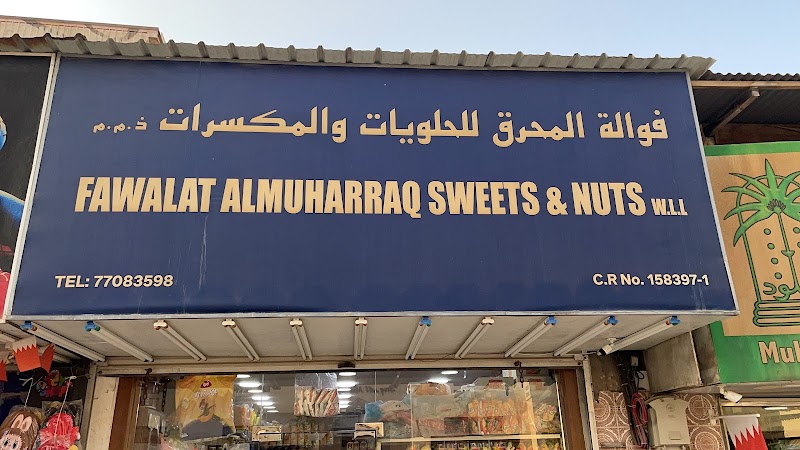 فوالة المحرق للحلويات والمكسرات ذ.م.م
FAWALAT ALMUHARRAQ SWEETS & NUTS W.L.L
TEL: 77083598
C.R No. 158397-1